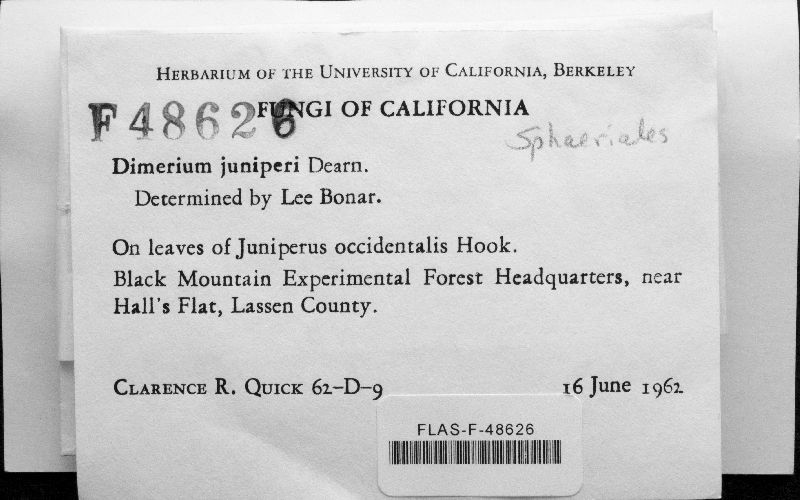 HERBARIUM OF THE UNIVERSITY OF CALIFORNIA, BERKELEY
F48626
FUNGI OF CALIFORNIA
Sphaeriales
Dimerium juniperi Dearn.
Determined by Lee Bonar.
On leaves of Juniperus occidentalis Hook.
Black Mountain Experimental Forest Headquarters, near
Hall's Flat, Lassen County.
CLARENCE R. QUICK 62-D-9 16 June 1962
FLAS-F-48626